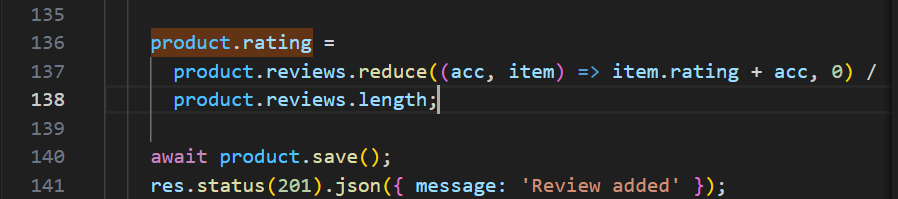 135
136 product.rating =
137 product.reviews.reduce((acc, item) => item.rating + acc, 0) /
138 product.reviews.length;
139
140 await product.save();
141 res.status(201).json({ message: 'Review added' });